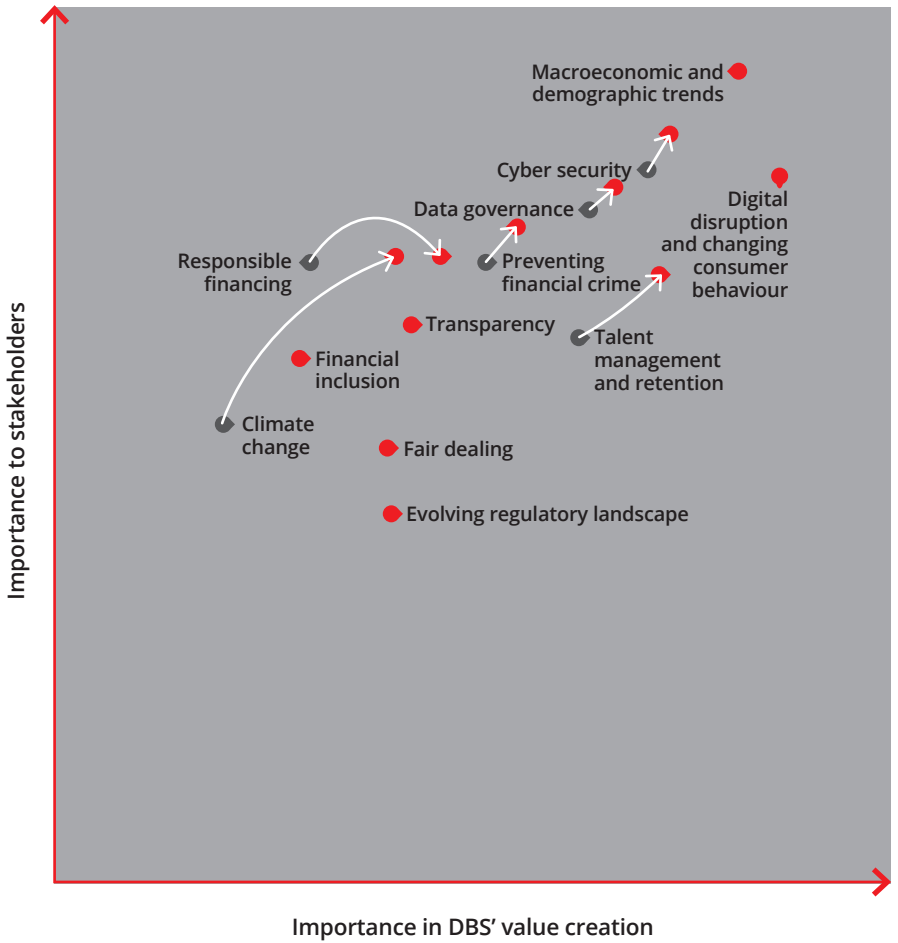 Macroeconomic and
demographic trends
Cyber security
Digital
disruption
and changing
consumer
behaviour
Data governance
Responsible
financing
Preventing
financial crime
Transparency
Talent
management
and retention
Financial
inclusion
Climate
change
Fair dealing
Evolving regulatory landscape
Importance to stakeholders
Importance in DBS’ value creation